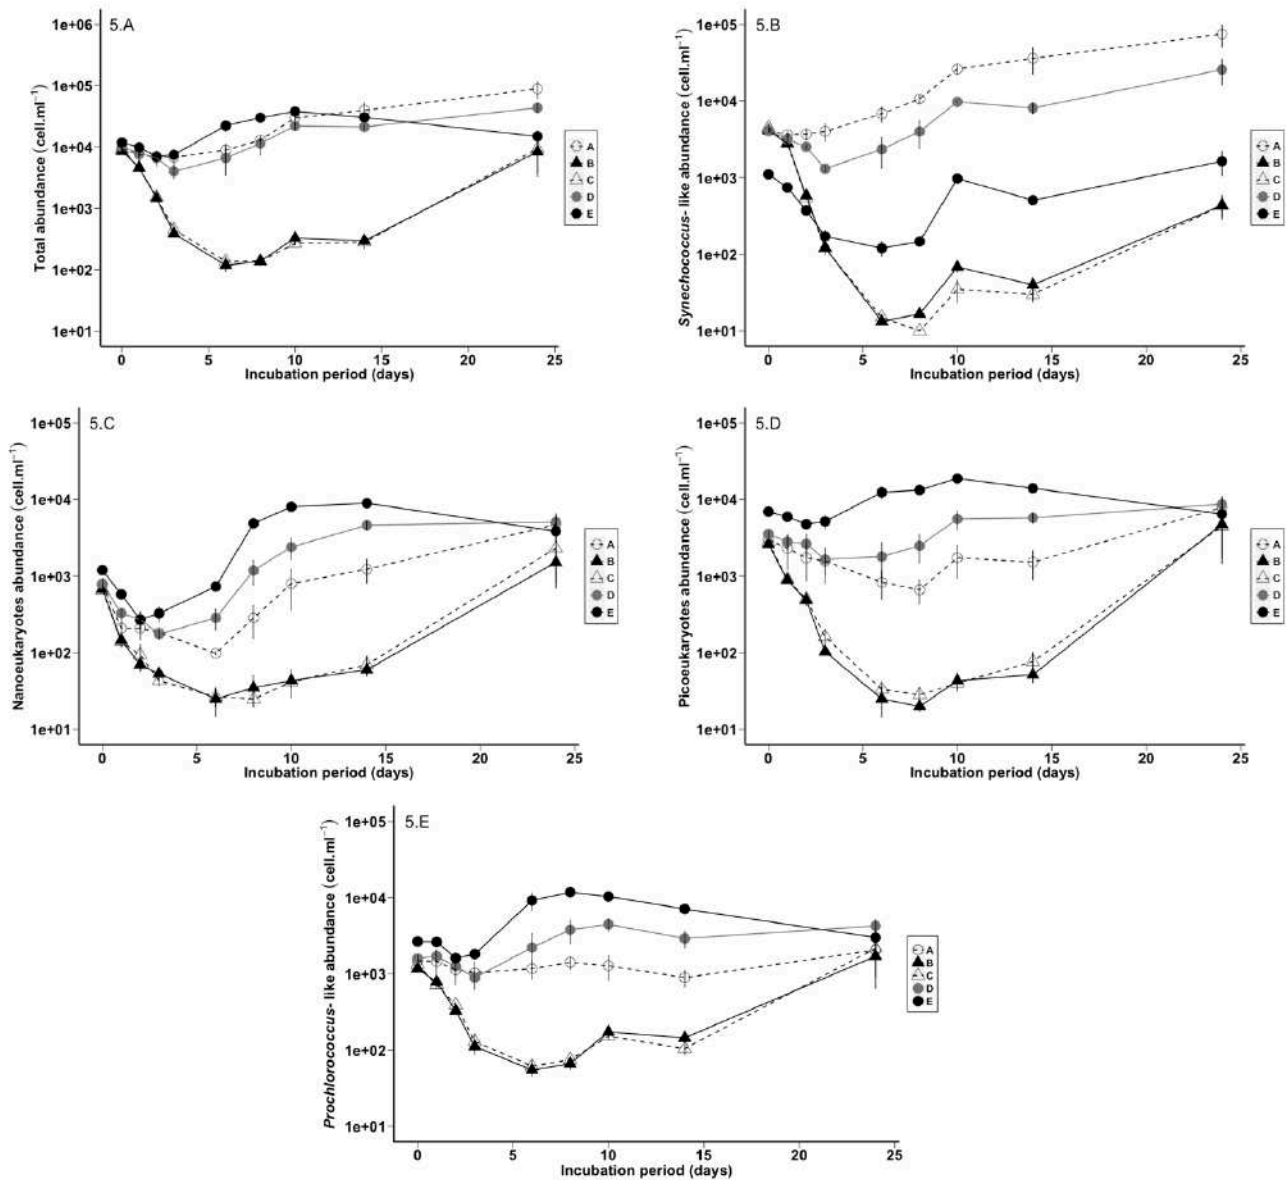 5.A
Total abundance (cell.ml⁻¹)
1e+06
1e+05
1e+04
1e+03
1e+02
1e+01
0 5 10 15 20 25
Incubation period (days)
A
B
C
D
E
5.B
Synechococcus- like abundance (cell.ml⁻¹)
1e+05
1e+04
1e+03
1e+02
1e+01
0 5 10 15 20 25
Incubation period (days)
A
B
C
D
E
5.C
Nanoeukaryotes abundance (cell.ml⁻¹)
1e+05
1e+04
1e+03
1e+02
1e+01
0 5 10 15 20 25
Incubation period (days)
A
B
C
D
E
5.D
Picoeukaryotes abundance (cell.ml⁻¹)
1e+05
1e+04
1e+03
1e+02
1e+01
0 5 10 15 20 25
Incubation period (days)
A
B
C
D
E
5.E
Prochlorococcus- like abundance (cell.ml⁻¹)
1e+05
1e+04
1e+03
1e+02
1e+01
0 5 10 15 20 25
Incubation period (days)
A
B
C
D
E